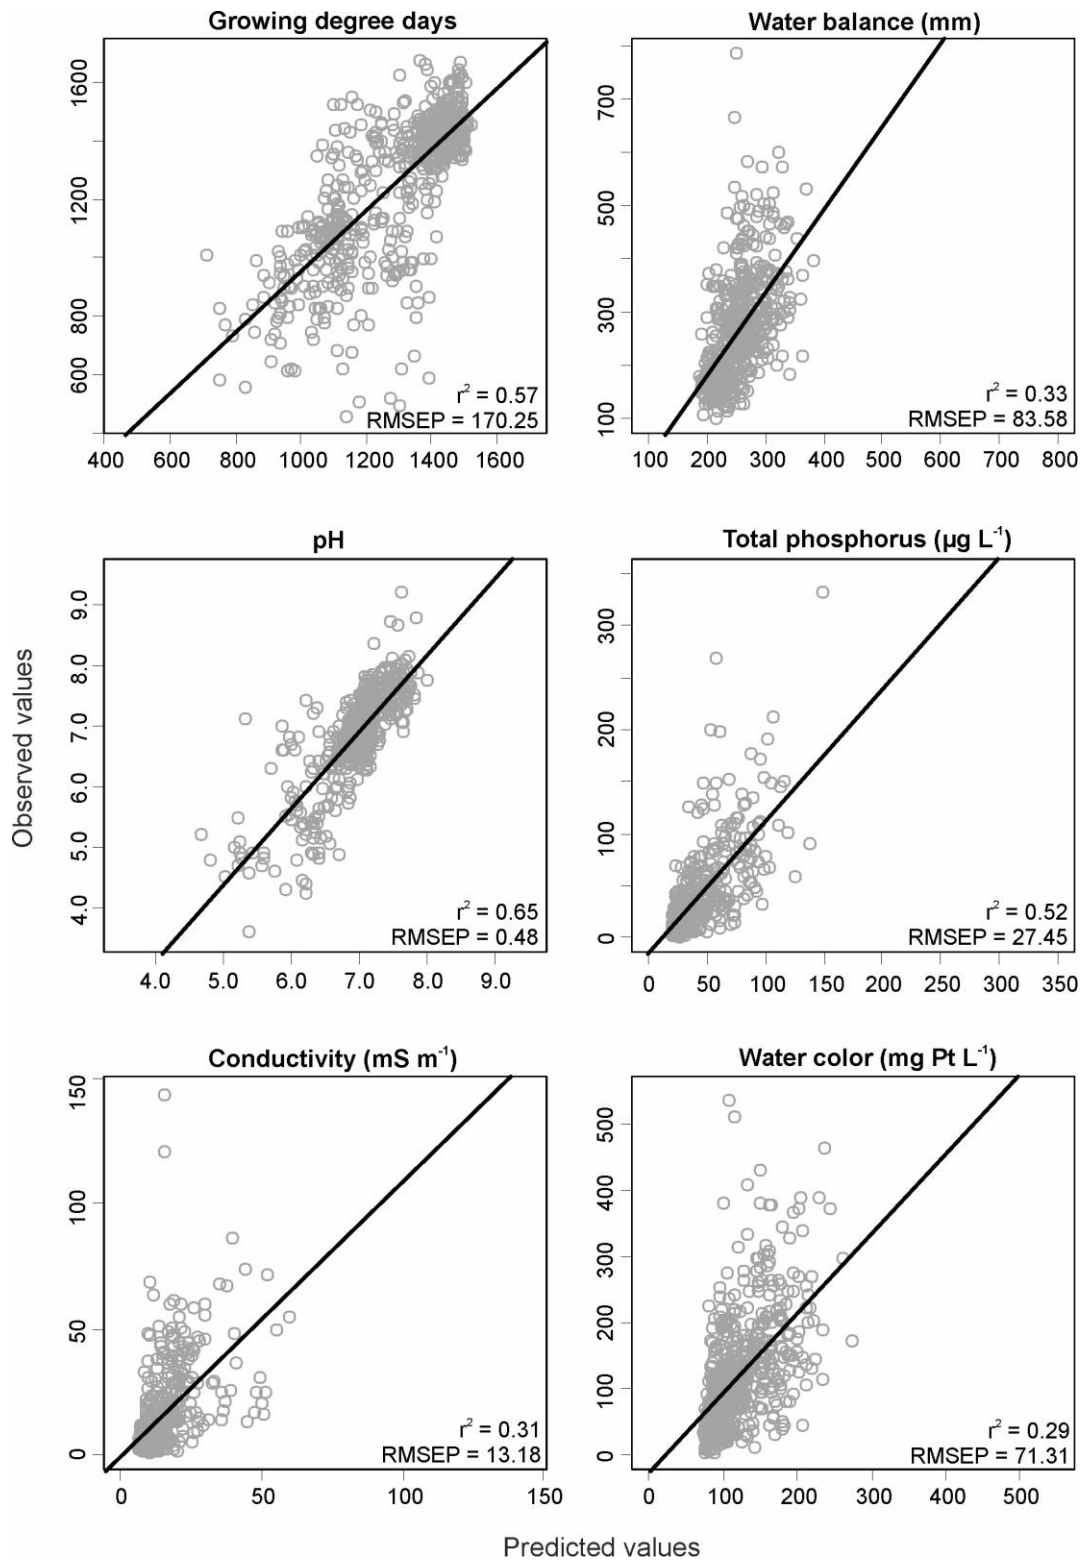 Growing degree days
1600
1200
800
600
r² = 0.57
RMSEP = 170.25
400 600 800 1000 1200 1400 1600
Water balance (mm)
700
500
300
100
r² = 0.33
RMSEP = 83.58
100 200 300 400 500 600 700 800
Observed values
pH
9.0
8.0
7.0
6.0
5.0
4.0
r² = 0.65
RMSEP = 0.48
4.0 5.0 6.0 7.0 8.0 9.0
Total phosphorus (µg L⁻¹)
300
200
100
0
r² = 0.52
RMSEP = 27.45
0 50 100 150 200 250 300 350
Conductivity (mS m⁻¹)
150
100
50
0
r² = 0.31
RMSEP = 13.18
0 50 100 150
Water color (mg Pt L⁻¹)
500
400
300
200
100
0
r² = 0.29
RMSEP = 71.31
0 100 200 300 400 500
Predicted values